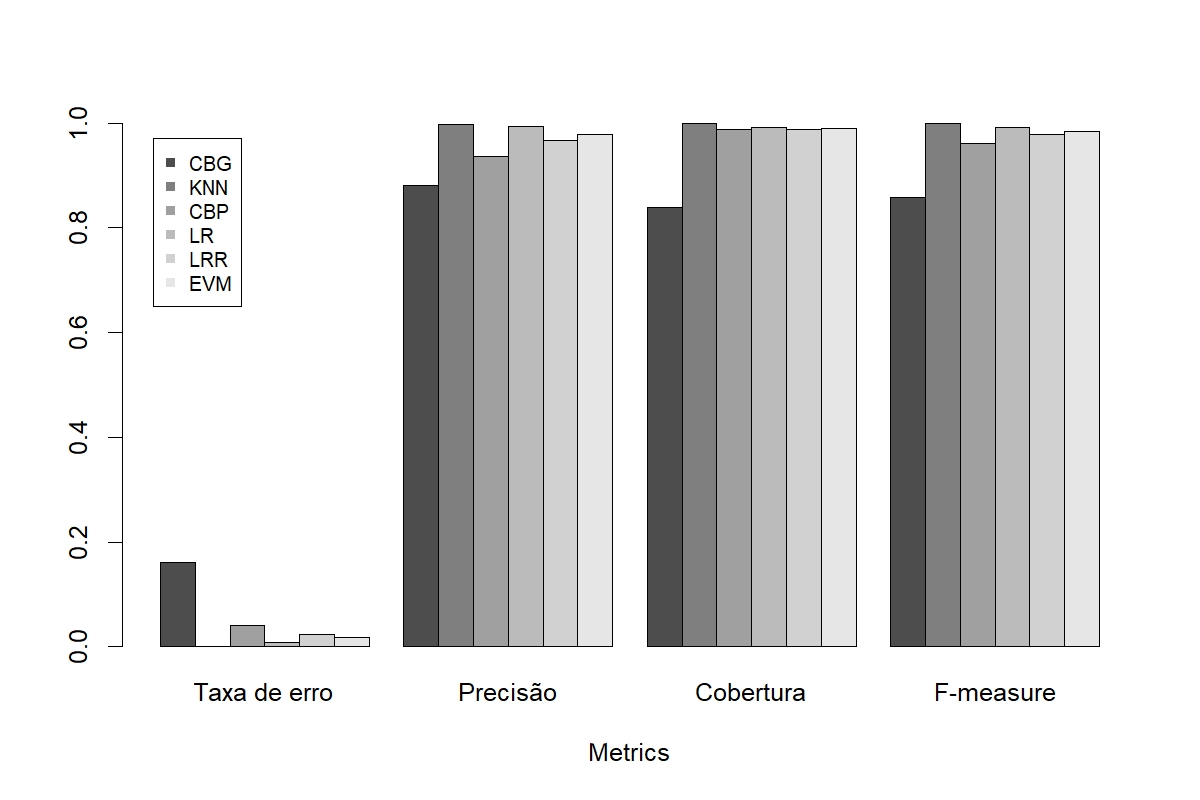 1.0
0.8
0.6
0.4
0.2
0.0
CBG
KNN
CBP
LR
LRR
EVM
Taxa de erro
Precisão
Cobertura
F-measure
Metrics